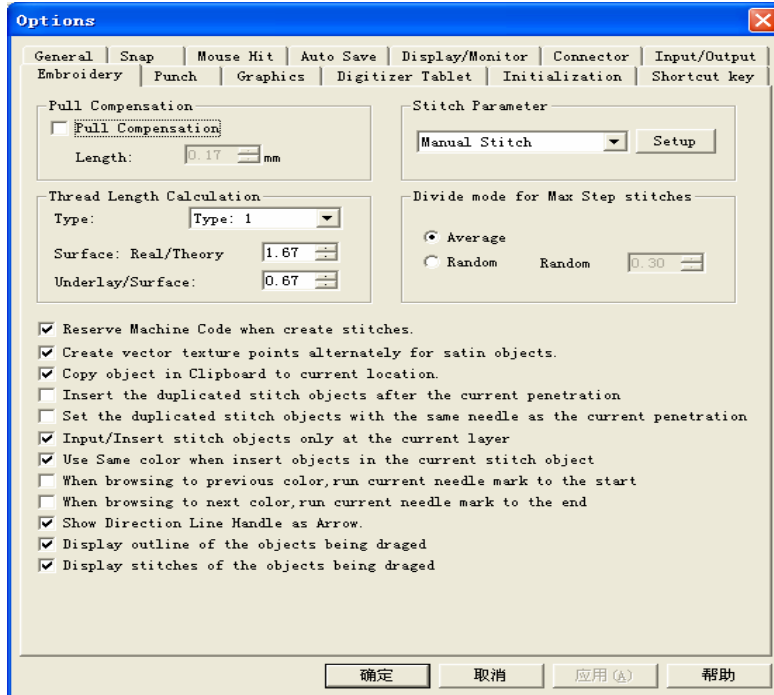 Options
General Snap Mouse Hit Auto Save Display/Monitor Connector Input/Output
Embroidery Punch Graphics Digitizer Tablet Initialization Shortcut key
Pull Compensation
Pull Compensation
Length: 0.17 mm
Stitch Parameter
Manual Stitch Setup
Thread Length Calculation
Type: Type: 1
Surface: Real/Theory 1.67
Underlay/Surface: 0.67
Divide mode for Max Step stitches
Average
Random Random 0.30
Reserve Machine Code when create stitches.
Create vector texture points alternately for satin objects.
Copy object in Clipboard to current location.
Insert the duplicated stitch objects after the current penetration
Set the duplicated stitch objects with the same needle as the current penetration
Input/Insert stitch objects only at the current layer
Use Same color when insert objects in the current stitch object
When browsing to previous color,run current needle mark to the start
When browsing to next color,run current needle mark to the end
Show Direction Line Handle as Arrow.
Display outline of the objects being draged
Display stitches of the objects being draged
确定 取消 应用(A) 帮助